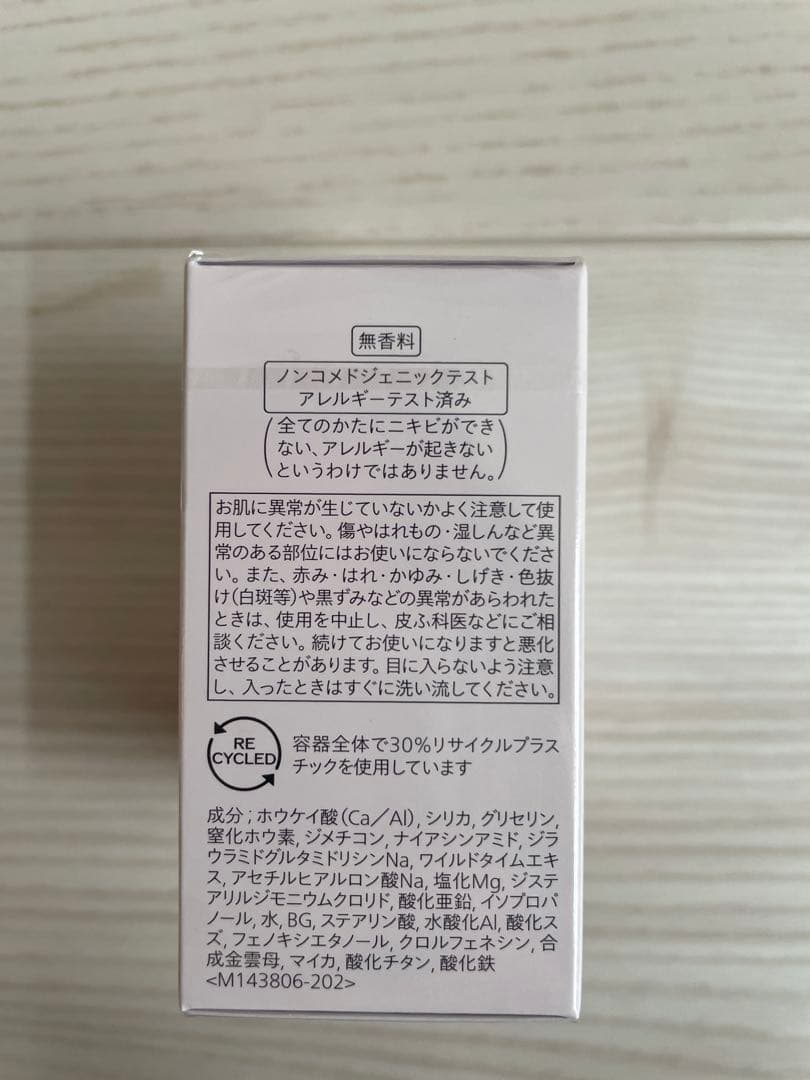 無香料
ノンコメドジェニックテスト
アレルギーテスト済み
(全てのかたにニキビができ
ない、アレルギーが起きない
というわけではありません。)
お肌に異常が生じていないかよく注意して使
用してください。傷やはれもの・湿しんなど異
常のある部位にはお使いにならないでくださ
い。また、赤み・はれ・かゆみ・しげき・色抜
け(白斑等)や黒ずみなどの異常があらわれた
ときは、使用を中止し、皮ふ科医などにご相
談ください。続けてお使いになりますと悪化
させることがあります。目に入らないよう注意
し、入ったときはすぐに洗い流してください。
RE
CYCLED
容器全体で30%リサイクルプラス
チックを使用しています
成分;ホウケイ酸(Ca/Al), シリカ, グリセリン,
窒化ホウ素, ジメチコン, ナイアシンアミド, ジラ
ウラミドグルタミドリシンNa, ワイルドタイムエキ
ス, アセチルヒアルロン酸Na, 塩化Mg, ジステ
アリルジモニウムクロリド, 酸化亜鉛, イソプロパ
ノール, 水, BG, ステアリン酸, 水酸化Al, 酸化ス
ズ, フェノキシエタノール, クロルフェネシン, 合
成金雲母, マイカ, 酸化チタン, 酸化鉄
<M143806-202>